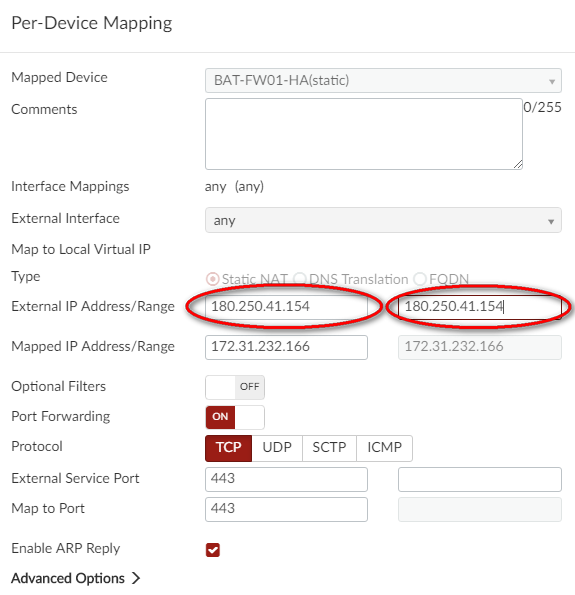 Per-Device Mapping
Mapped Device BAT-FW01-HA(static)
Comments 0/255
Interface Mappings any (any)
External Interface any
Map to Local Virtual IP
Type Static NAT DNS Translation FQDN
External IP Address/Range 180.250.41.154 180.250.41.154
Mapped IP Address/Range 172.31.232.166 172.31.232.166
Optional Filters OFF
Port Forwarding ON
Protocol TCP UDP SCTP ICMP
External Service Port 443
Map to Port 443
Enable ARP Reply
Advanced Options